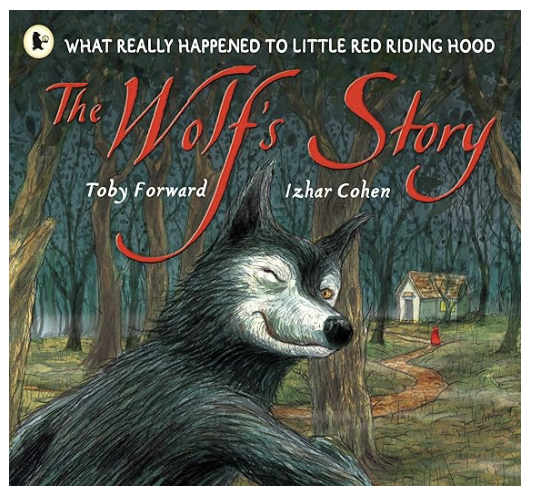 WHAT REALLY HAPPENED TO LITTLE RED RIDING HOOD
The Wolf's Story
Toby Forward Izhar Cohen